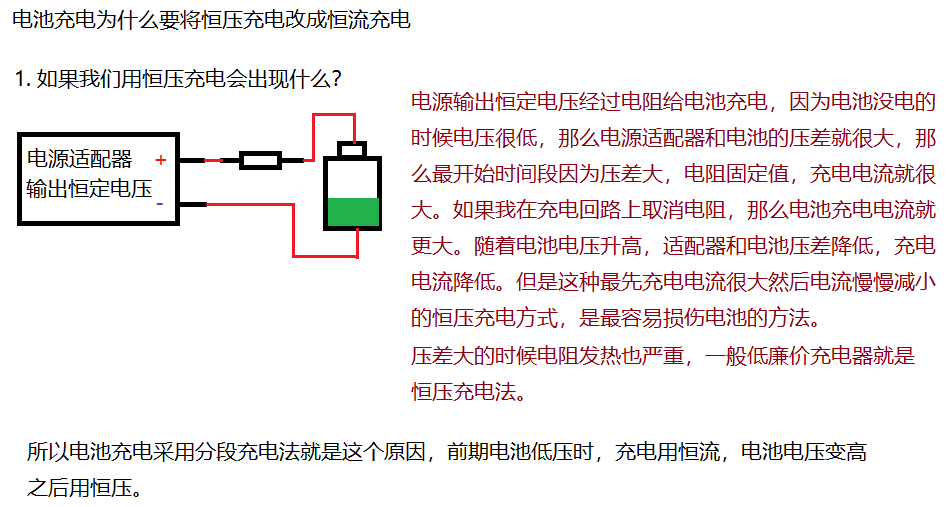 电池充电为什么要将恒压充电改成恒流充电
1. 如果我们用恒压充电会出现什么?
电源适配器 +
输出恒定电压 -
电源输出恒定电压经过电阻给电池充电，因为电池没电的
时候电压很低，那么电源适配器和电池的压差就很大，那
么最开始时间段因为压差大，电阻固定值，充电电流就很
大。如果我在充电回路上取消电阻，那么电池充电电流就
更大。随着电池电压升高，适配器和电池压差降低，充电
电流降低。但是这种最先充电电流很大然后电流慢慢减小
的恒压充电方式，是最容易损伤电池的方法。
压差大的时候电阻发热也严重，一般低廉价充电器就是
恒压充电法。
所以电池充电采用分段充电法就是这个原因，前期电池低压时，充电用恒流，电池电压变高
之后用恒压。